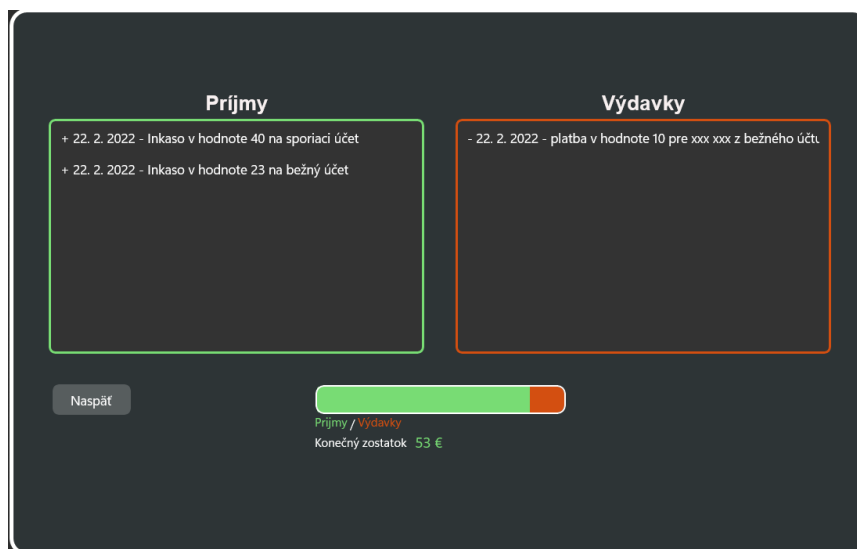 Príjmy
+ 22. 2. 2022 - Inkaso v hodnote 40 na sporiaci účet
+ 22. 2. 2022 - Inkaso v hodnote 23 na bežný účet
Výdavky
- 22. 2. 2022 - platba v hodnote 10 pre xxx xxx z bežného účtu
Naspäť
Príjmy / Výdavky
Konečný zostatok 53 €